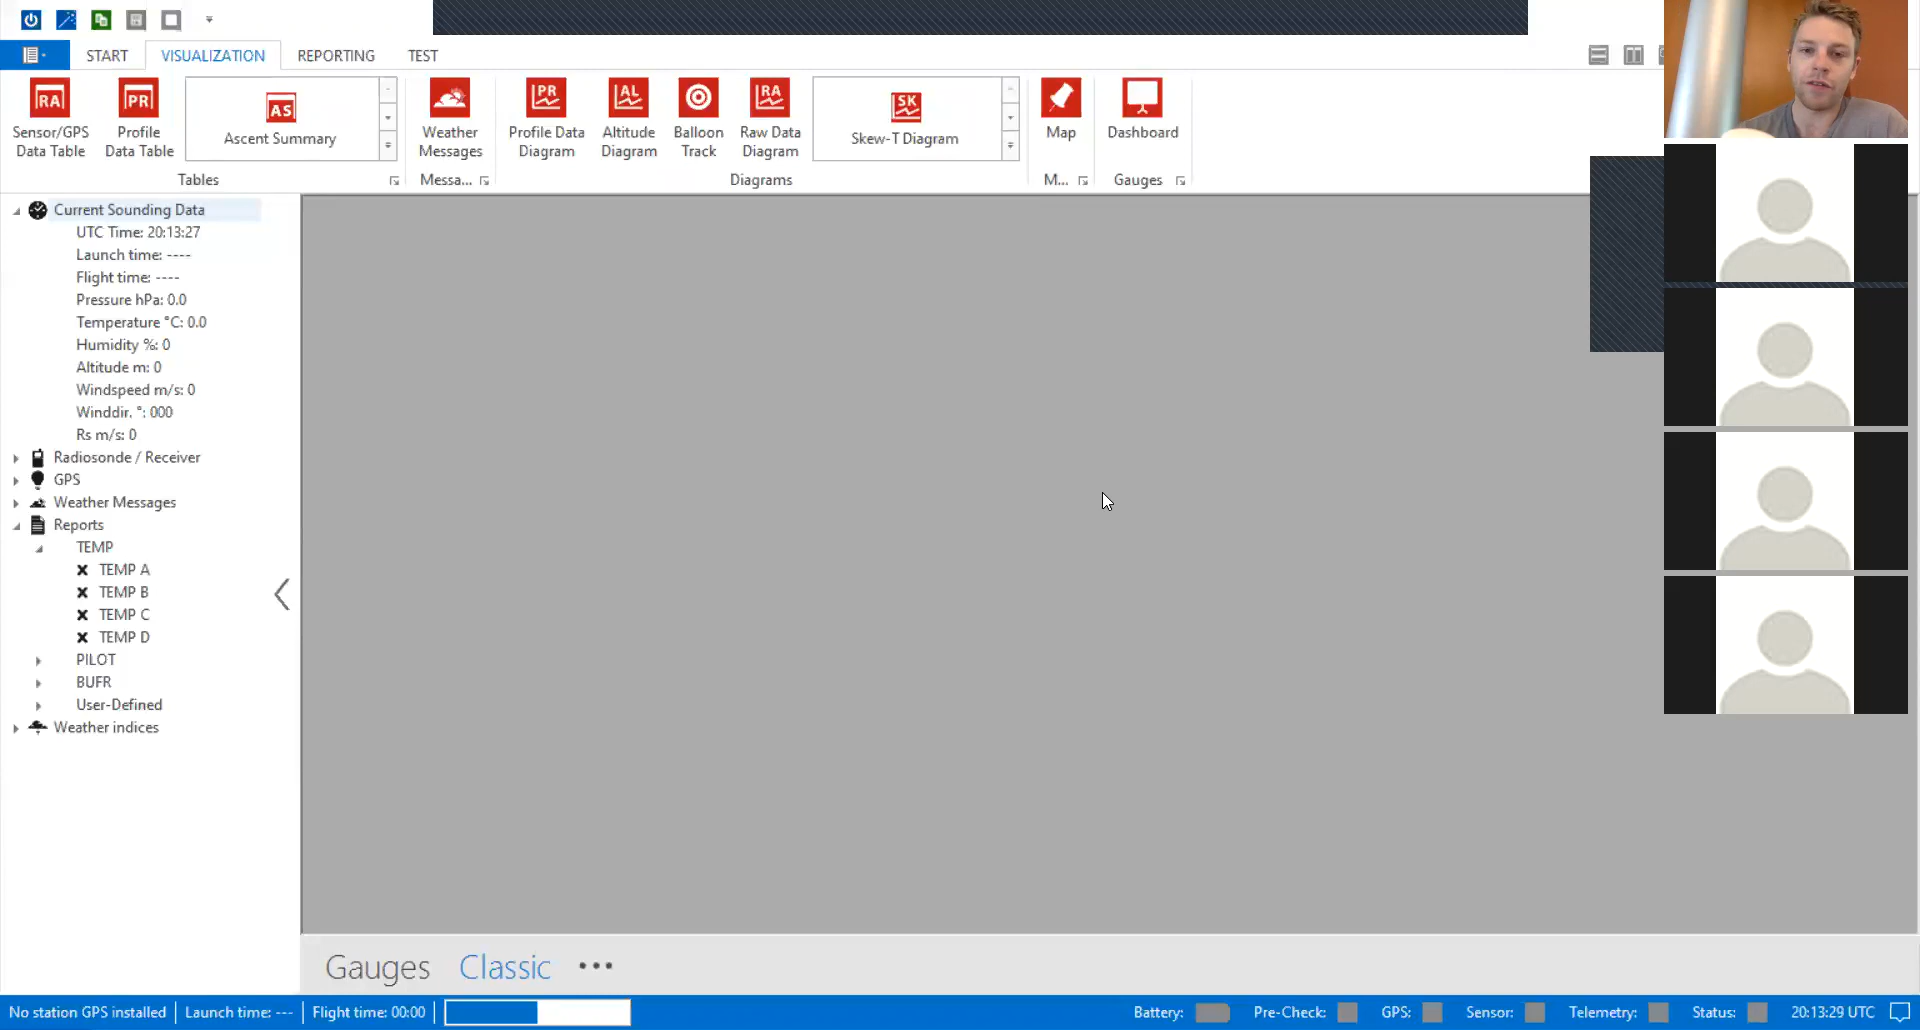 START VISUALIZATION REPORTING TEST
RA PR AS PR AL RA SK
Sensor/GPS
Data Table
Profile
Data Table
Ascent Summary
Weather
Messages
Profile Data
Diagram
Altitude
Diagram
Balloon
Track
Raw Data
Diagram
Skew-T Diagram
Map
Dashboard
Tables
Messa...
Diagrams
M...
Gauges
Current Sounding Data
UTC Time: 20:13:27
Launch time: ----
Flight time: ----
Pressure hPa: 0.0
Temperature °C: 0.0
Humidity %: 0
Altitude m: 0
Windspeed m/s: 0
Winddir. °: 000
Rs m/s: 0
Radiosonde / Receiver
GPS
Weather Messages
Reports
TEMP
TEMP A
TEMP B
TEMP C
TEMP D
PILOT
BUFR
User-Defined
Weather indices
Gauges Classic •••
No station GPS installed Launch time: --- Flight time: 00:00 Battery: Pre-Check: GPS: Sensor: Telemetry: Status: 20:13:29 UTC